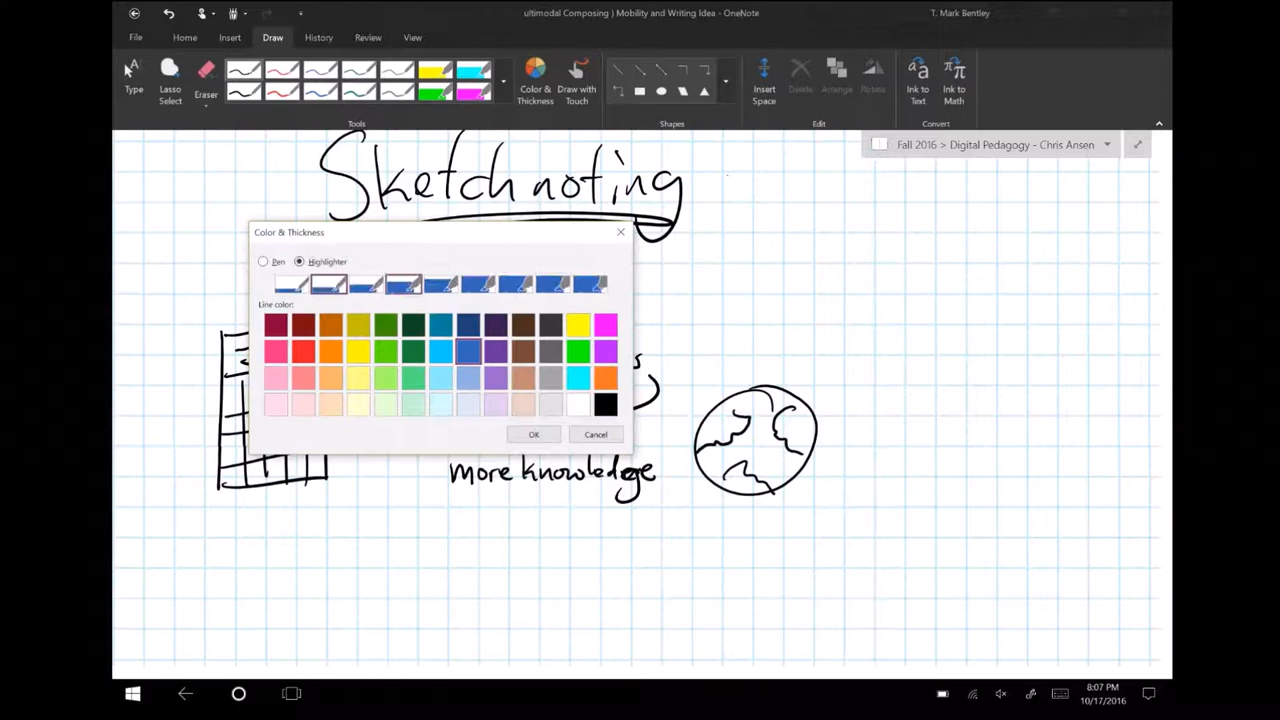 ultimodal Composing ) Mobility and Writing Idea - OneNote
T. Mark Bentley
File Home Insert Draw History Review View
Type
Lasso Select
Eraser
Color & Thickness
Draw with Touch
Insert Space
Delete
Arrange
Rotate
Ink to Text
Ink to Math
Tools
Shapes
Edit
Convert
Fall 2016 > Digital Pedagogy - Chris Ansen
Sketchnoting
Color & Thickness
Pen
Highlighter
Line color:
OK
Cancel
s
more knowledge
8:07 PM
10/17/2016